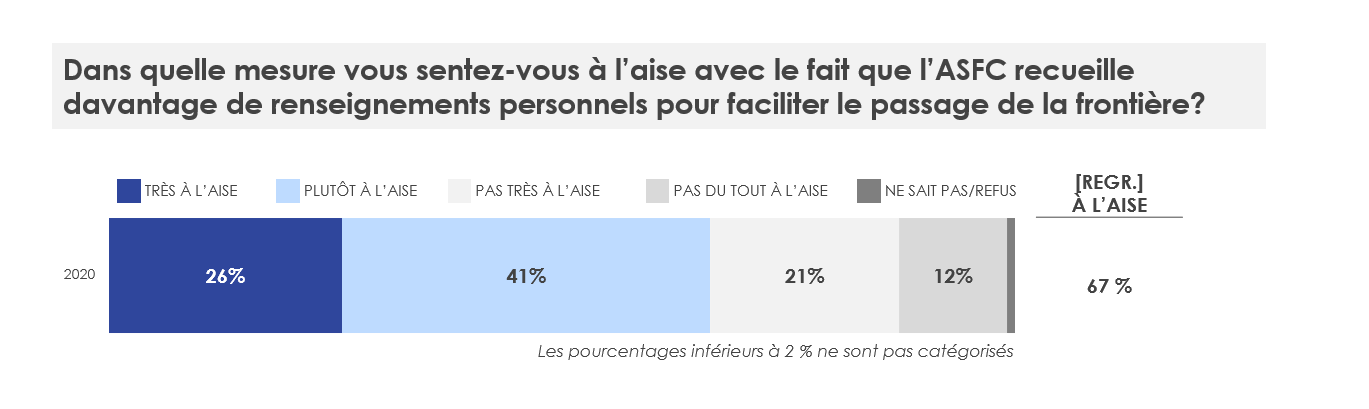 Dans quelle mesure vous sentez-vous à l’aise avec le fait que l’ASFC recueille
davantage de renseignements personnels pour faciliter le passage de la frontière?
TRÈS À L’AISE
PLUTÔT À L’AISE
PAS TRÈS À L’AISE
PAS DU TOUT À L’AISE
NE SAIT PAS/REFUS
[REGR.]
À L’AISE
2020
26%
41%
21%
12%
67 %
Les pourcentages inférieurs à 2 % ne sont pas catégorisés